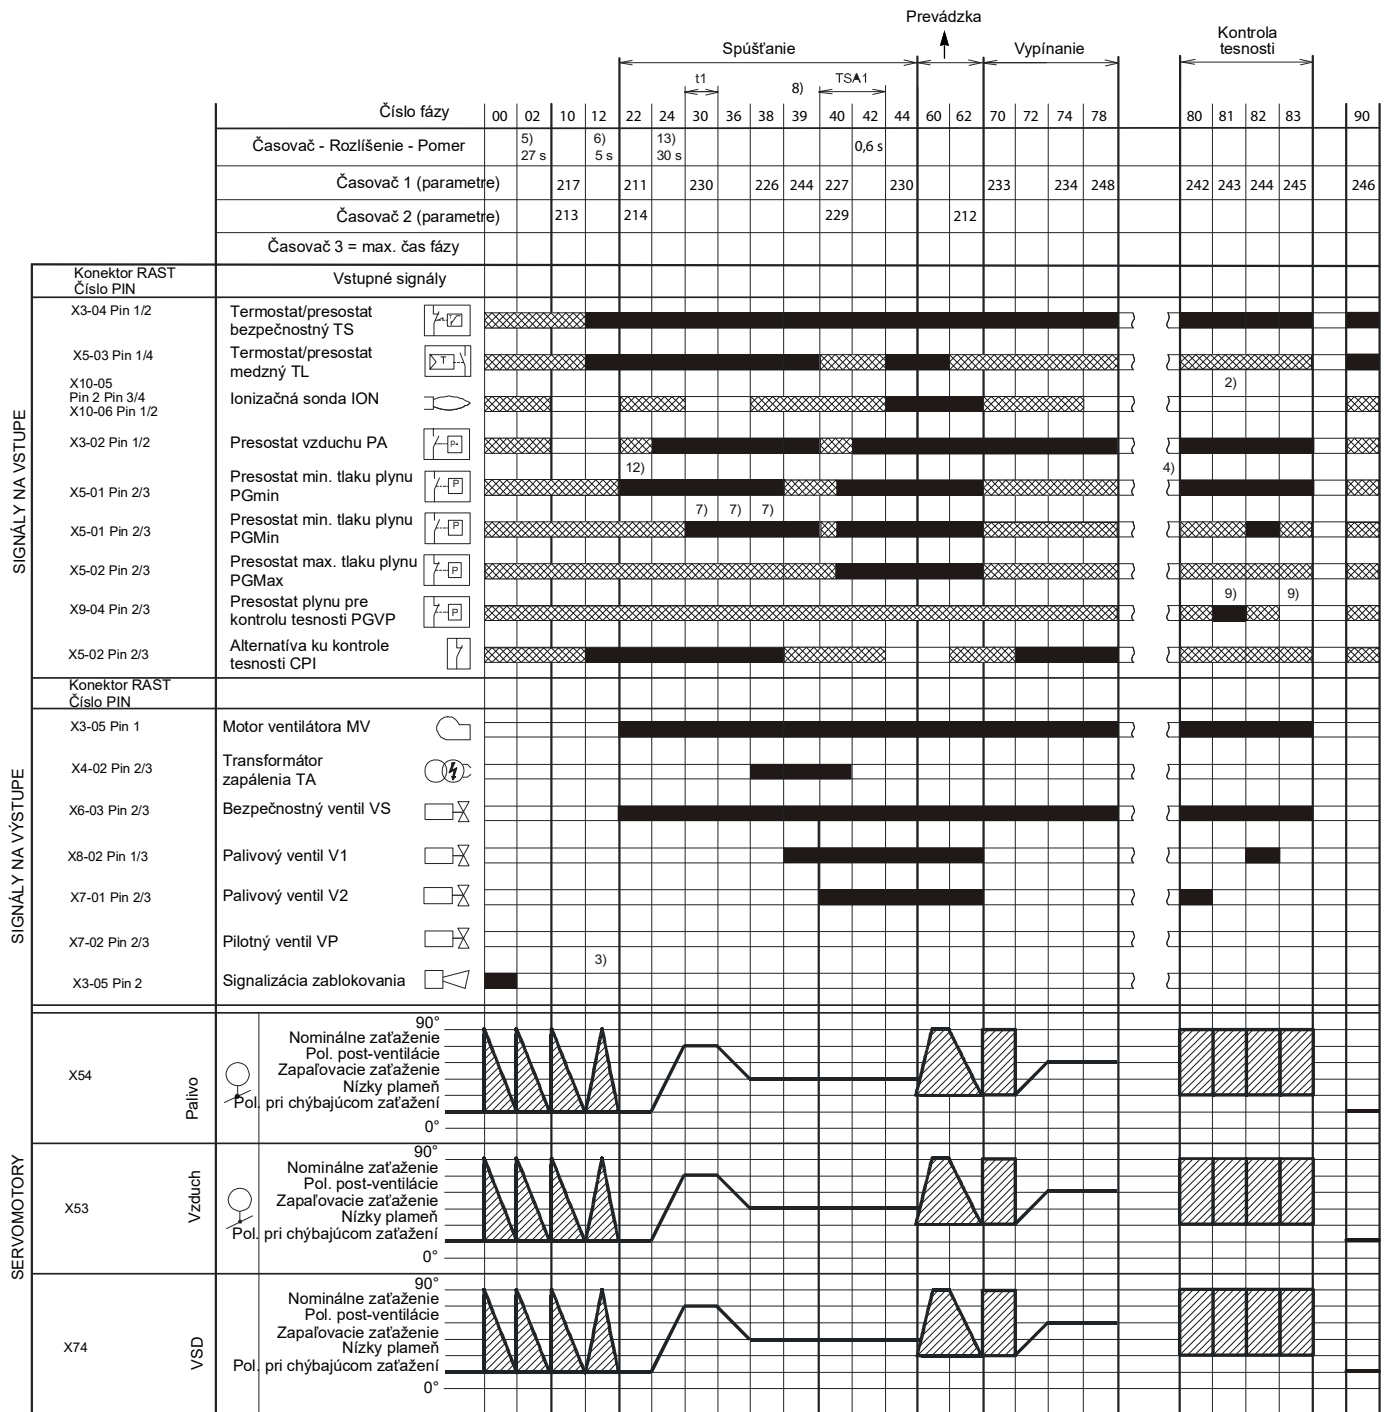 Prevádzka
Spúšťanie
Vypínanie
Kontrola
tesnosti
t1
8)
TSA1
Číslo fázy 00 02 10 12 22 24 30 36 38 39 40 42 44 60 62 70 72 74 78 80 81 82 83 90
Časovač - Rozlíšenie - Pomer 5) 27 s 6) 5 s 13) 30 s 0,6 s
Časovač 1 (parametre) 217 211 230 226 244 227 230 233 234 248 242 243 244 245 246
Časovač 2 (parametre) 213 214 229 212
Časovač 3 = max. čas fázy
Konektor RAST
Číslo PIN
Vstupné signály
SIGNÁLY NA VSTUPE
X3-04 Pin 1/2
Termostat/presostat
bezpečnostný TS
X5-03 Pin 1/4
Termostat/presostat
medzný TL
T
X10-05
Pin 2 Pin 3/4
X10-06 Pin 1/2
Ionizačná sonda ION
2)
X3-02 Pin 1/2
Presostat vzduchu PA
P
12)
4)
X5-01 Pin 2/3
Presostat min. tlaku plynu
PGmin
P
7) 7) 7)
X5-01 Pin 2/3
Presostat min. tlaku plynu
PGMin
P
X5-02 Pin 2/3
Presostat max. tlaku plynu
PGMax
P
9) 9)
X9-04 Pin 2/3
Presostat plynu pre
kontrolu tesnosti PGVP
P
X5-02 Pin 2/3
Alternatíva ku kontrole
tesnosti CPI
Konektor RAST
Číslo PIN
SIGNÁLY NA VÝSTUPE
X3-05 Pin 1
Motor ventilátora MV
X4-02 Pin 2/3
Transformátor
zapálenia TA
X6-03 Pin 2/3
Bezpečnostný ventil VS
X8-02 Pin 1/3
Palivový ventil V1
X7-01 Pin 2/3
Palivový ventil V2
X7-02 Pin 2/3
Pilotný ventil VP
3)
X3-05 Pin 2
Signalizácia zablokovania
SERVOMOTORY
X54
Palivo
90°
Nominálne zaťaženie
Pol. post-ventilácie
Zapaľovacie zaťaženie
Nízky plameň
Pol. pri chýbajúcom zaťažení
0°
X53
Vzduch
90°
Nominálne zaťaženie
Pol. post-ventilácie
Zapaľovacie zaťaženie
Nízky plameň
Pol. pri chýbajúcom zaťažení
0°
X74
VSD
90°
Nominálne zaťaženie
Pol. post-ventilácie
Zapaľovacie zaťaženie
Nízky plameň
Pol. pri chýbajúcom zaťažení
0°